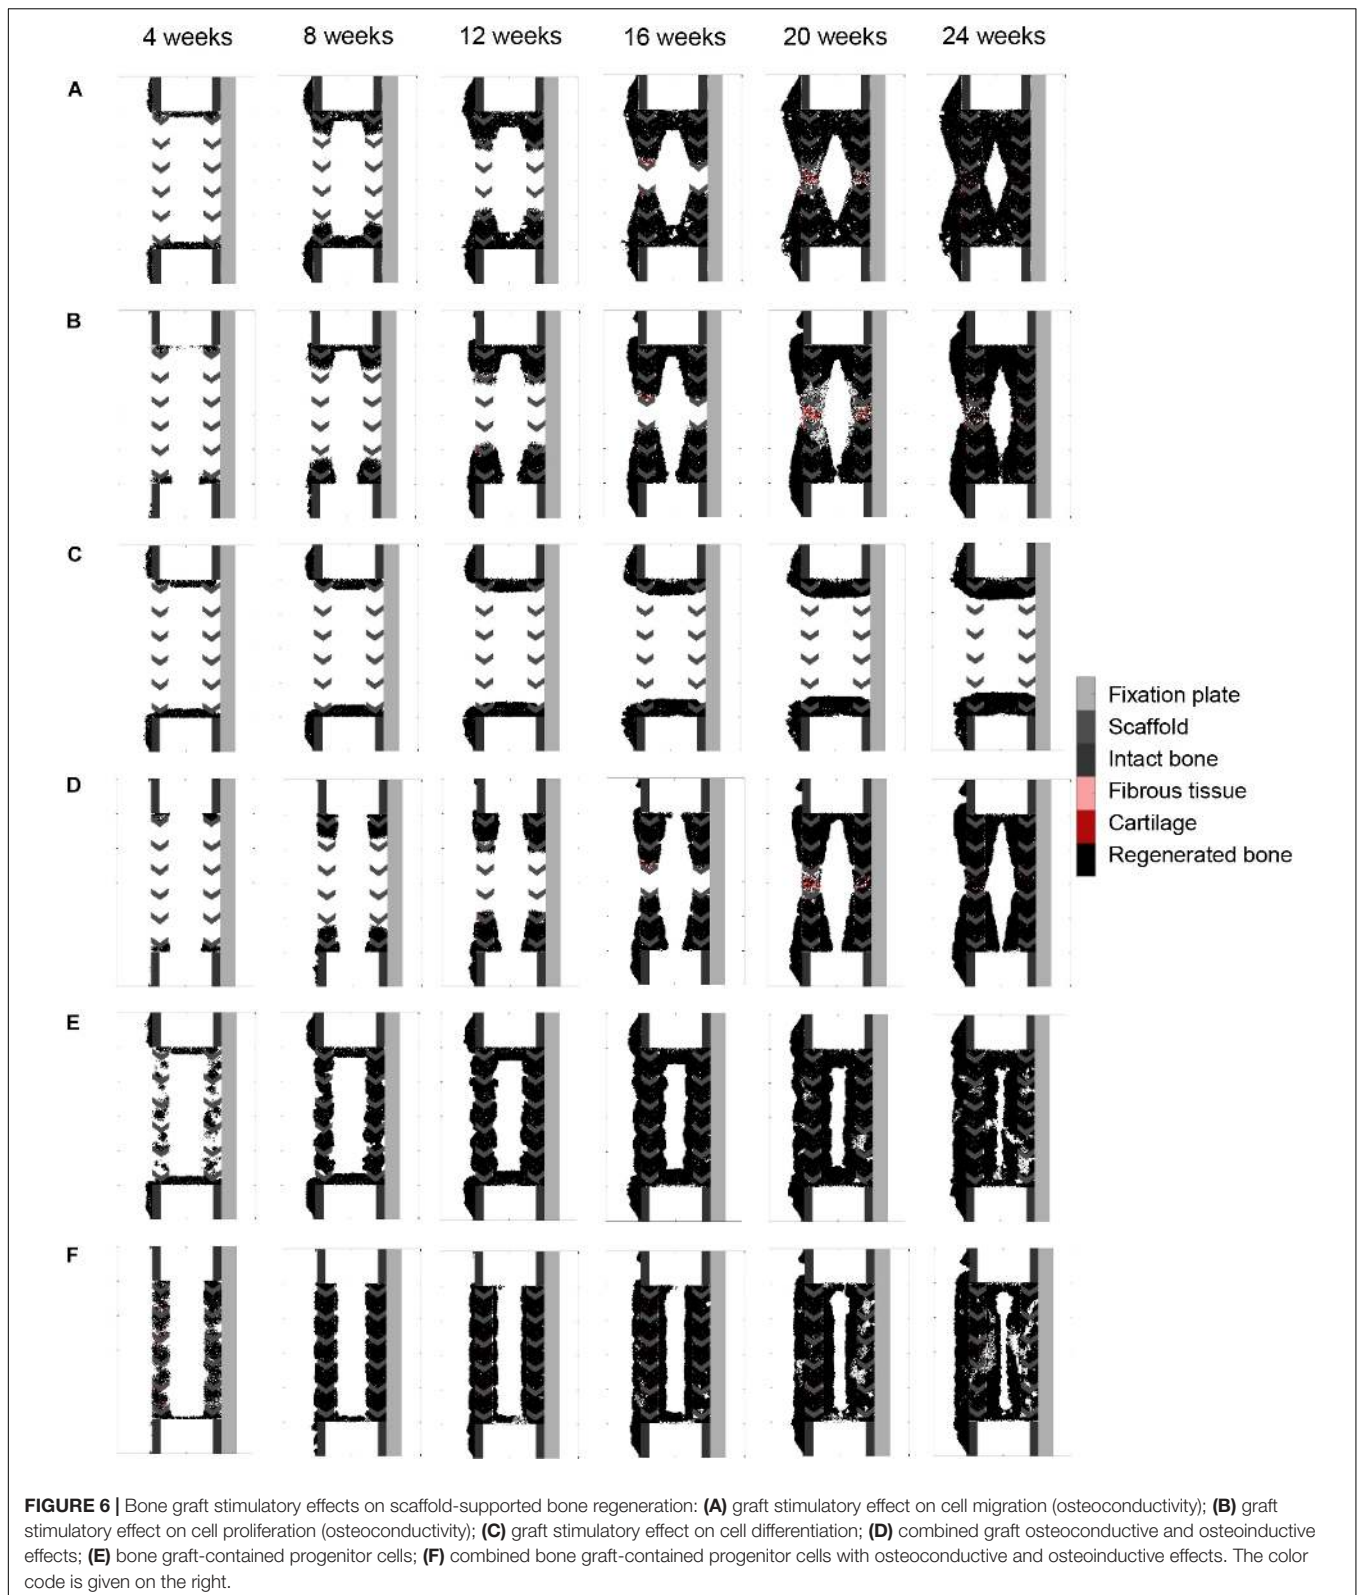 4 weeks 8 weeks 12 weeks 16 weeks 20 weeks 24 weeks
A
B
C
D
E
F
Fixation plate
Scaffold
Intact bone
Fibrous tissue
Cartilage
Regenerated bone
FIGURE 6 | Bone graft stimulatory effects on scaffold-supported bone regeneration: (A) graft stimulatory effect on cell migration (osteoconductivity); (B) graft
stimulatory effect on cell proliferation (osteoconductivity); (C) graft stimulatory effect on cell differentiation; (D) combined graft osteoconductive and osteoinductive
effects; (E) bone graft-contained progenitor cells; (F) combined bone graft-contained progenitor cells with osteoconductive and osteoinductive effects. The color
code is given on the right.